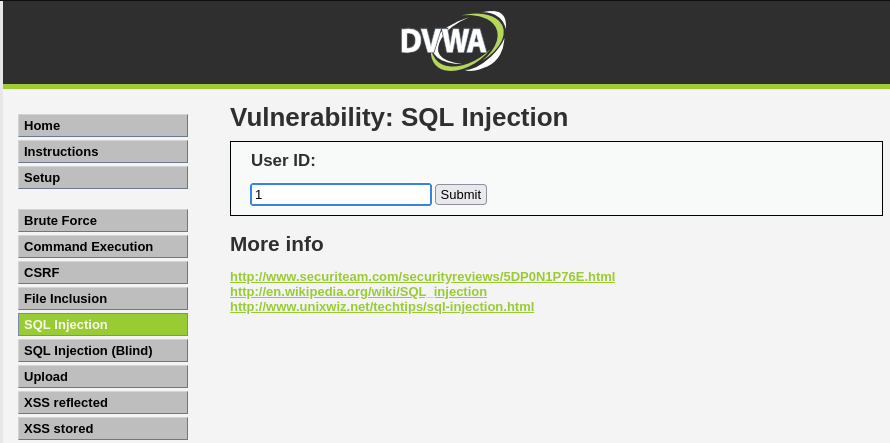 DVWA
Home
Instructions
Setup
Brute Force
Command Execution
CSRF
File Inclusion
SQL Injection
SQL Injection (Blind)
Upload
XSS reflected
XSS stored
Vulnerability: SQL Injection
User ID:
1
Submit
More info
http://www.securiteam.com/securityreviews/5DP0N1P76E.html
http://en.wikipedia.org/wiki/SQL_injection
http://www.unixwiz.net/techtips/sql-injection.html